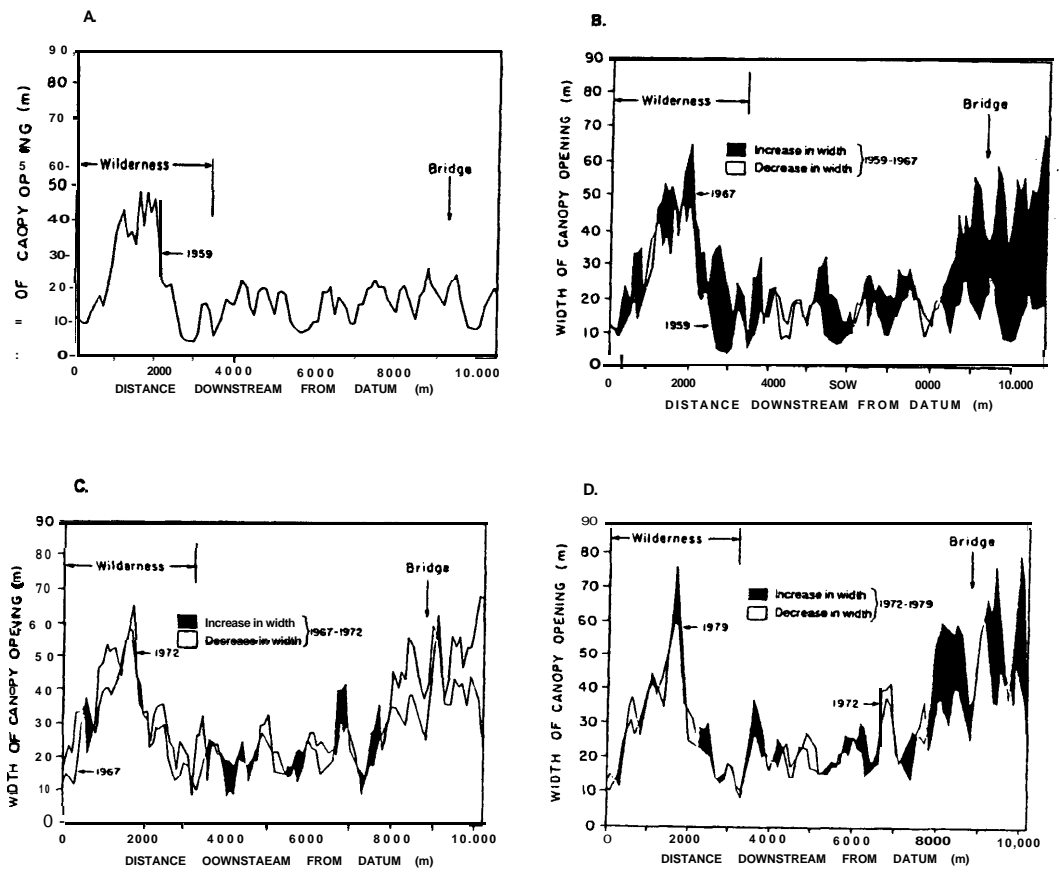 A.
90
80
70
60-
50
40
30-
20
10-
0-
= OF CAOPY OP5ING (m)
Wilderness
Bridge
1959
0 2000 4000 6000 8000 10.000
DISTANCE DOWNSTREAM FROM DATUM (m)
B.
90
80
70
60
50
40
30
20
10
0
WIDTH OF CANOPY OPENING (m)
Wilderness
Bridge
Increase in width
Decrease in width
1959-1967
1967
1959
0 2000 4000 SOW 0000 10.000
DISTANCE DOWNSTREAM FROM DATUM (m)
C.
90
80
70
60
50
40
30
20
10
0
WIDTH OF CANOPY OPENING (m)
Wilderness
Bridge
Increase in width
Decrease in width
1967-1972
1972
1967
0 2000 4000 6000 8000 10.000
DISTANCE OOWNSTAEAM FROM DATUM (m)
D.
90
80
70
60
50
40
30
20
10
0
WIDTH OF CANOPY OPENING (m)
Wilderness
Bridge
Increase in width
Decrease in width
1972-1979
1979
1972
0 2000 4000 6000 8000 10,000
DISTANCE DOWNSTREAM FROM DATUM (m)